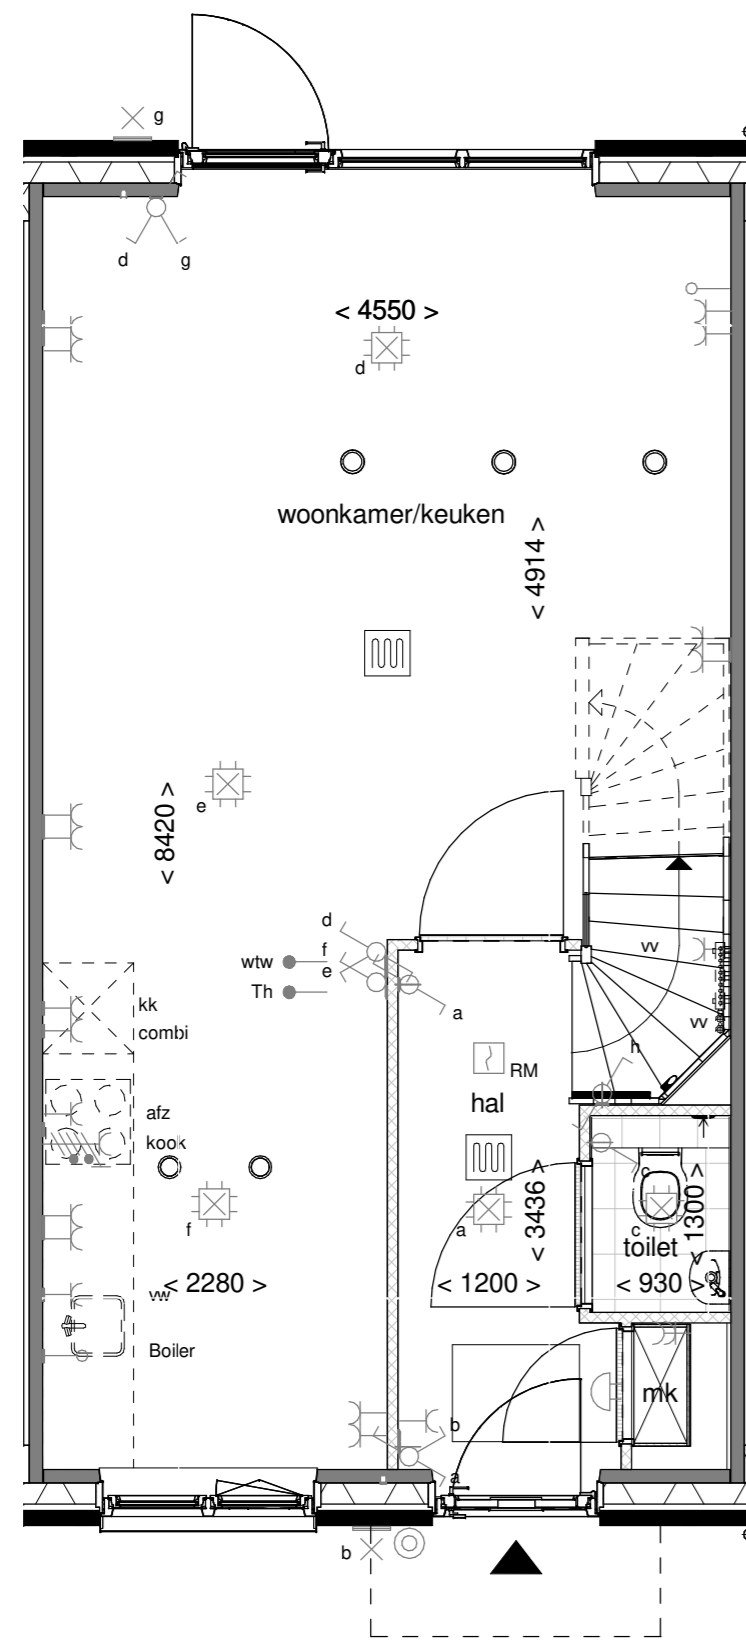 g
d
g
< 4550 >
d
woonkamer/keuken
< 4914 >
e
< 8420 >
d
f
e
wtw
Th
a
vv
vv
kk
combi
h
RM
hal
afz
kook
c
< 3436 >
< 1300 >
a
f
c
toilet
vw
< 2280 >
< 1200 >
< 930 >
Boiler
mk
b
a
b